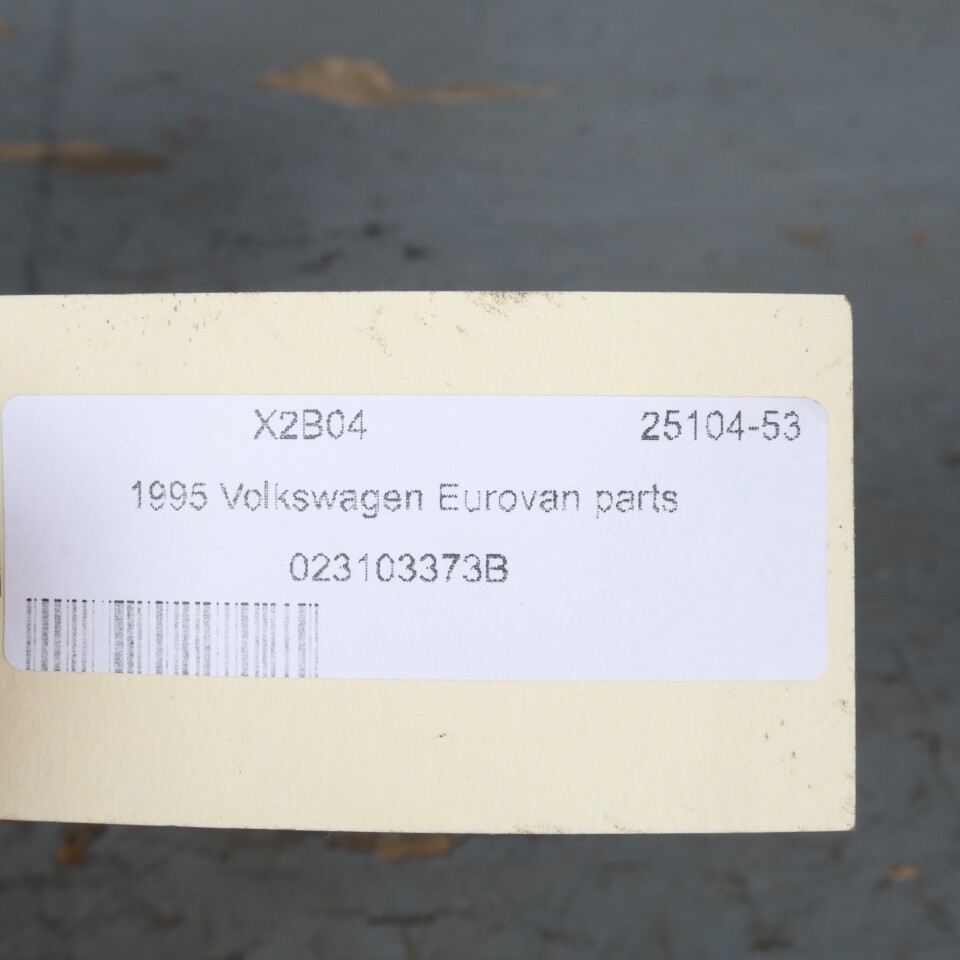 X2B04 25104-53
1995 Volkswagen Eurovan parts
023103373B